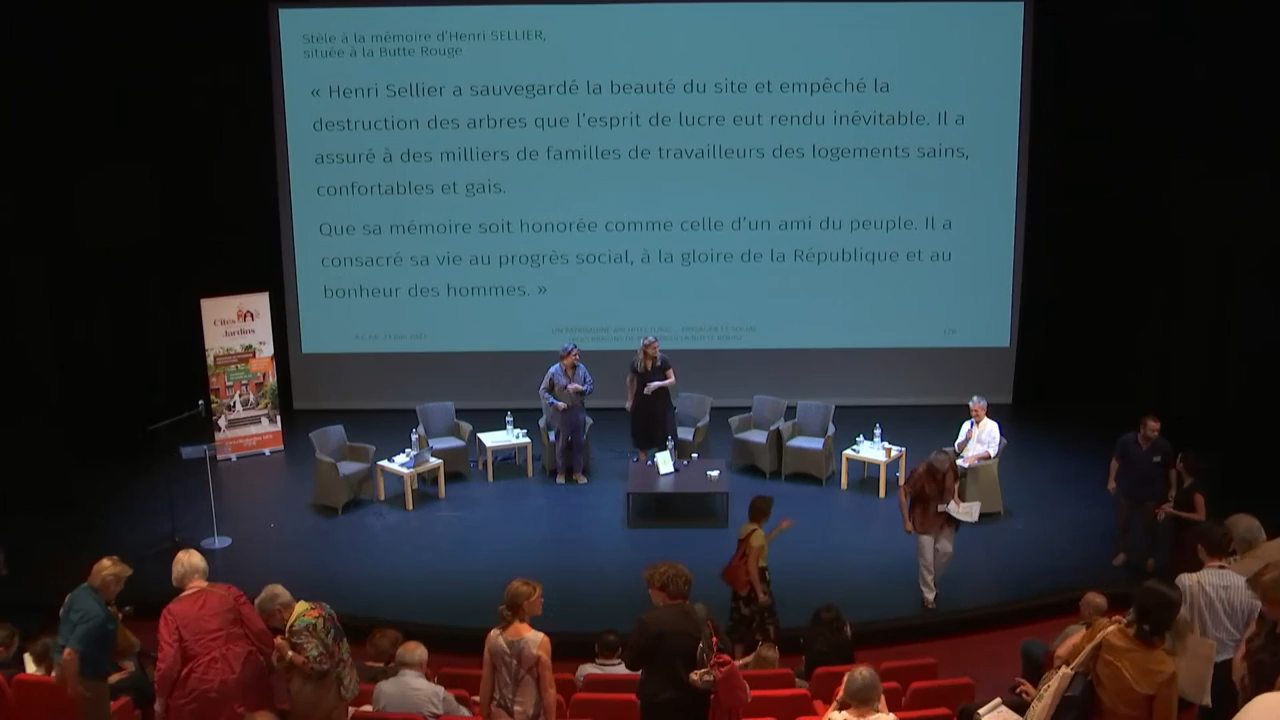 Stèle à la mémoire d'Henri SELLIER,
située à la Butte Rouge
« Henri Sellier a sauvegardé la beauté du site et empêché la
destruction des arbres que l'esprit de lucre eut rendu inévitable. Il a
assuré à des milliers de familles de travailleurs des logements sains,
confortables et gais.
Que sa mémoire soit honorée comme celle d'un ami du peuple. Il a
consacré sa vie au progrès social, à la gloire de la République et au
bonheur des hommes. »
Cités
Jardins